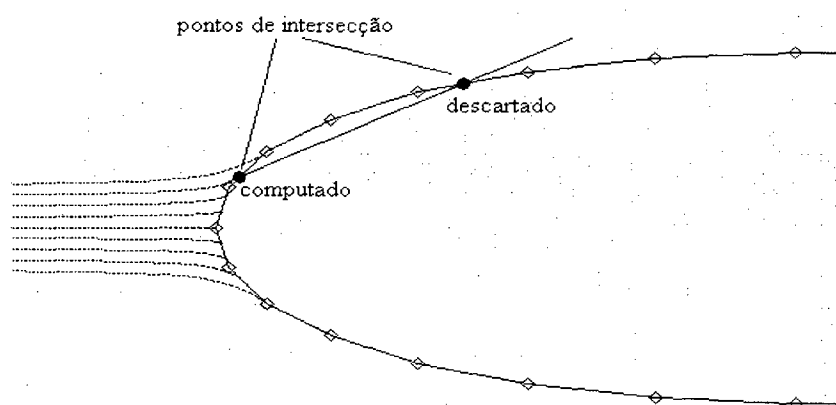 pontos de intersecção
descartado
computado